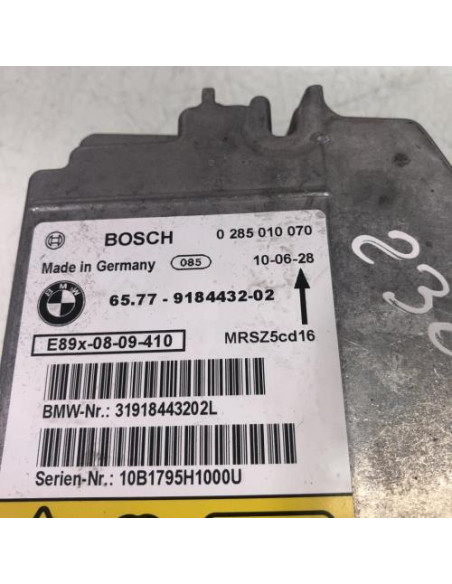 BOSCH 0 285 010 070
Made in Germany 085 10-06-28
BMW
65.77 - 9184432-02
E89x-08-09-410 MRSZ5cd16
BMW-Nr.: 31918443202L
Serien-Nr.: 10B1795H1000U